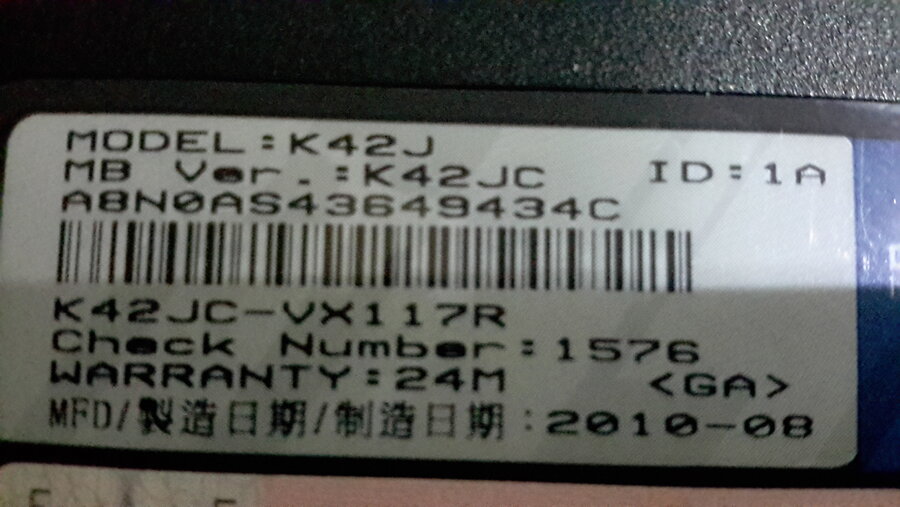 MODEL:K42J
MB Ver.:K42JC ID:1A
A8N0AS43649434C
K42JC-VX117R
Check Number:1576
WARRANTY:24M <GA>
MFD/製造日期/制造日期:2010-08